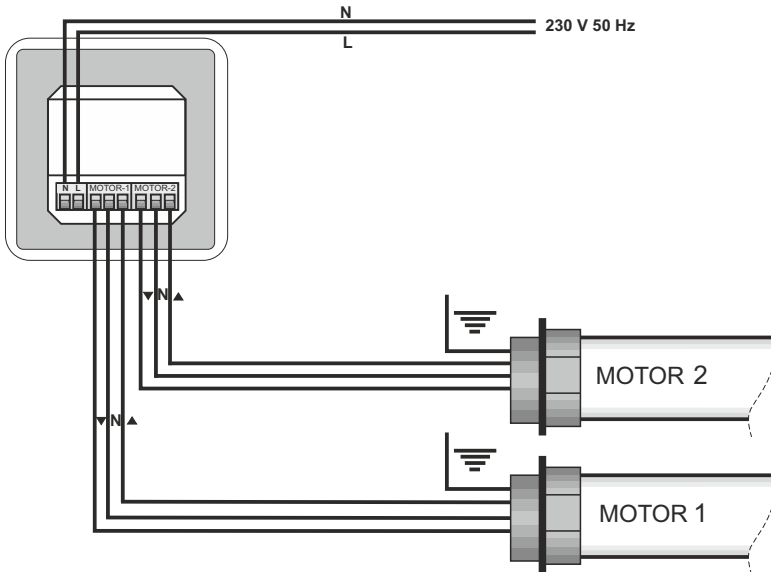 N
230 V 50 Hz
L
N L MOTOR-1 MOTOR-2
▼ N ▲
MOTOR 2
▼ N ▲
MOTOR 1